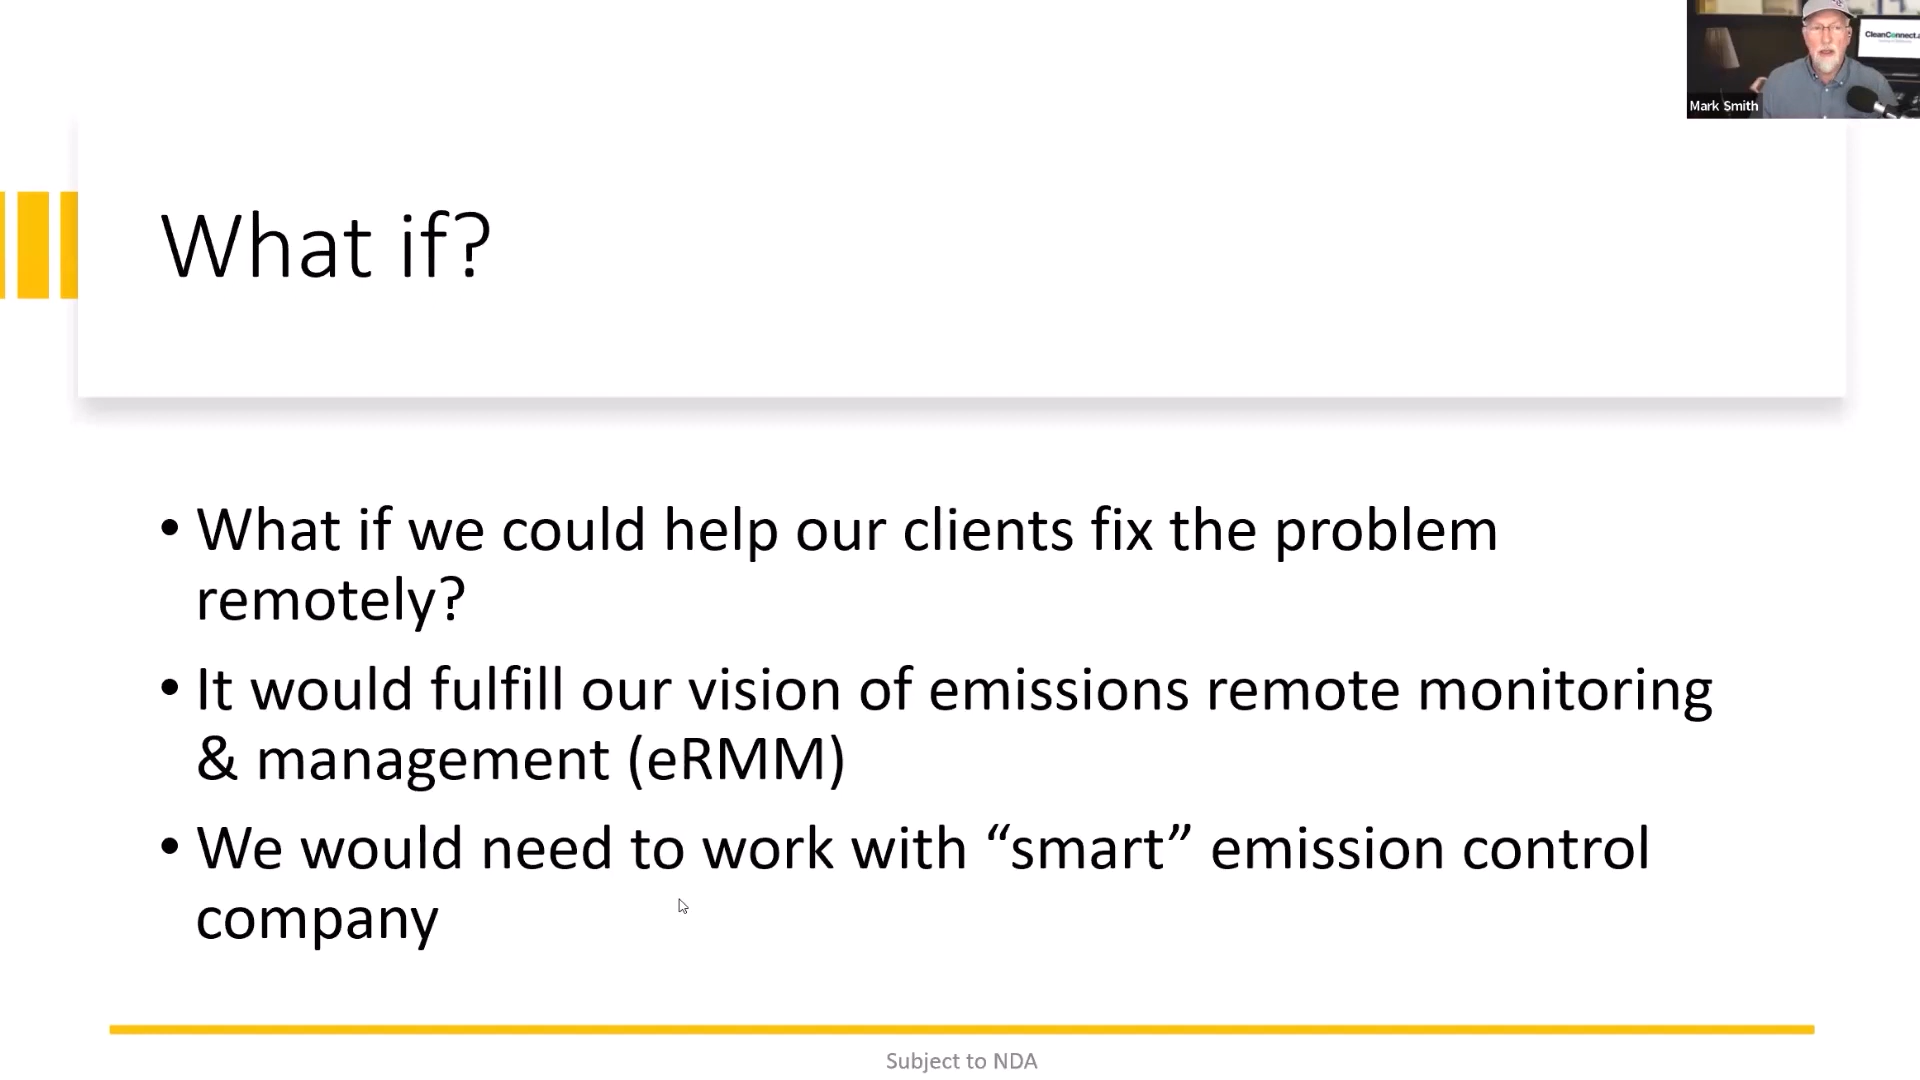 CleanConnect.a
Mark Smith
What if?
• What if we could help our clients fix the problem
remotely?
• It would fulfill our vision of emissions remote monitoring
& management (eRMM)
• We would need to work with “smart” emission control
company
Subject to NDA